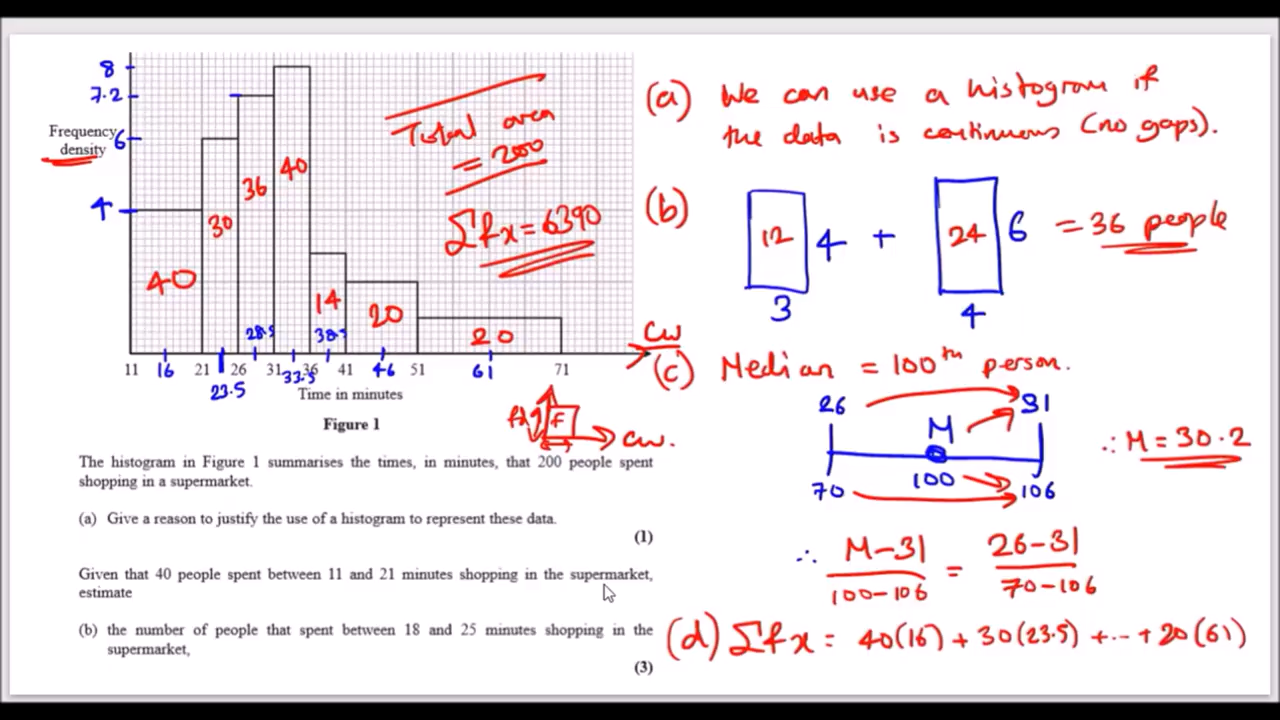 8
7.2
Frequency
density
6
4
40
30
36
40
14
20
20
Total area
= 200
Σfx = 6390
28.5
38.5
11 16 21 26 31 36 41 46 51 61 71
23.5
33.5
Time in minutes
Figure 1
CW
fd
f
CW.
The histogram in Figure 1 summarises the times, in minutes, that 200 people spent
shopping in a supermarket.
(a) Give a reason to justify the use of a histogram to represent these data.
(1)
Given that 40 people spent between 11 and 21 minutes shopping in the supermarket,
estimate
(b) the number of people that spent between 18 and 25 minutes shopping in the
supermarket,
(3)
(a) We can use a histogram if
the data is continuous (no gaps).
(b) 12 4 + 24 6 = 36 people
3 4
(c) Median = 100th person.
26 M 31
∴ M = 30.2
70 100 106
∴ M-31 = 26-31
100-106 70-106
(d) Σfx = 40(16) + 30(23.5) + ·· + 20(61)